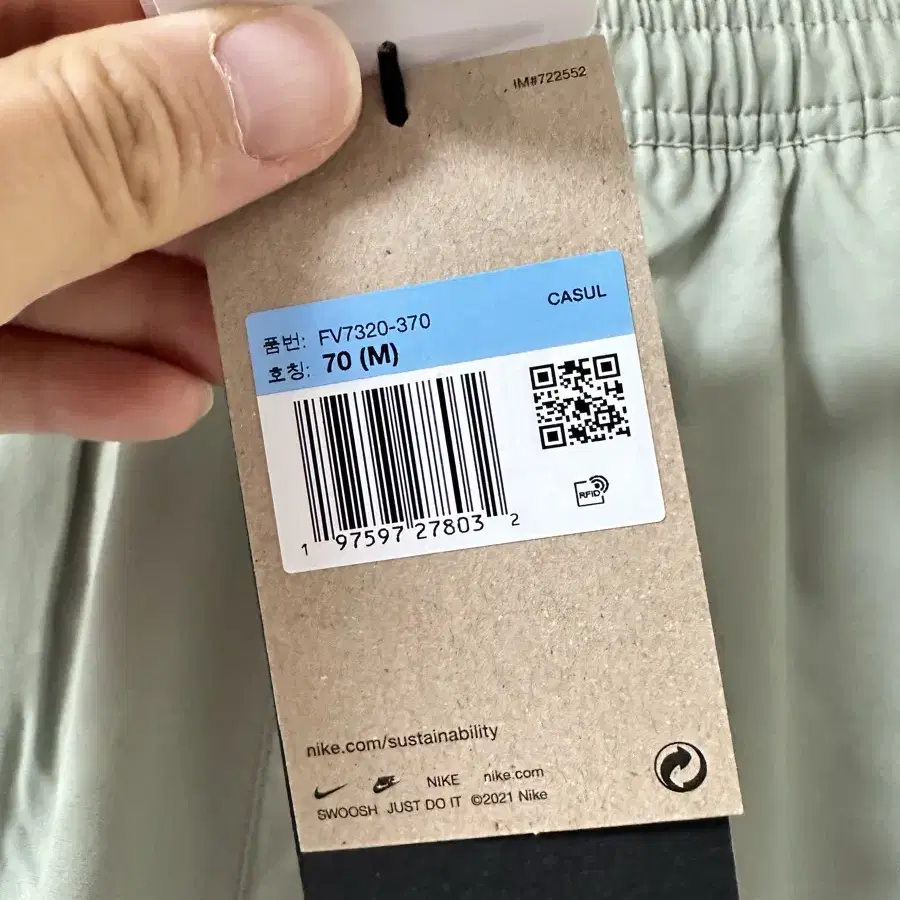 IM#722552
CASUL
품번: FV7320-370
호칭: 70 (M)
1 97597 27803 2
RFID
nike.com/sustainability
NIKE nike.com
SWOOSH JUST DO IT ©2021 Nike